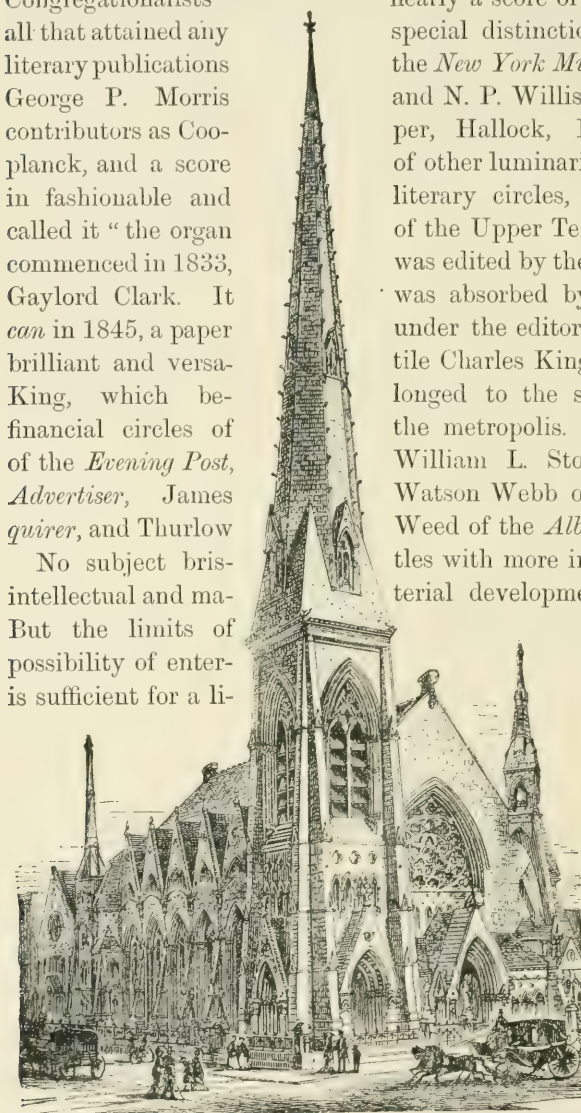 Congregationalists nearly a score of
all that attained any special distinctio
literary publications the New York Mi
George P. Morris and N. P. Willis
contributors as Coo- per, Hallock,
planck, and a score of other luminari
in fashionable and literary circles,
called it "the organ of the Upper Te
commenced in 1833, was edited by the
Gaylord Clark. It was absorbed by
can in 1845, a paper under the editor
brilliant and versa- tile Charles King
King, which be- longed to the s
financial circles of the metropolis.
of the Evening Post, William L. Sto
Advertiser, James Watson Webb o
quirer, and Thurlow Weed of the Alb
No subject bris- tles with more in
intellectual and ma- terial developme
But the limits of
possibility of enter-
is sufficient for a li-